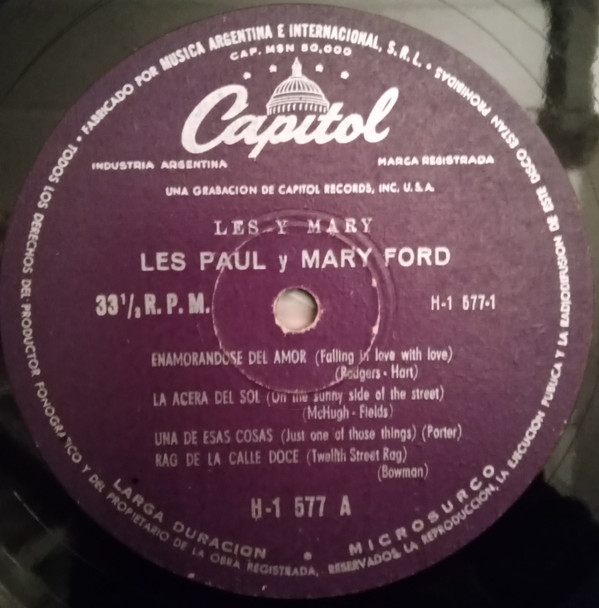 FABRICADO POR MUSICA ARGENTINA E INTERNACIONAL, S. R. L. • TODOS LOS DERECHOS DEL PRODUCTOR FONOGRAFICO Y DEL PROPIETARIO DE LA OBRA REGISTRADA, RESERVADOS. LA REPRODUCCION, LA EJECUCION PUBLICA Y LA RADIODIFUSION DE ESTE DISCO ESTAN PROHIBIDAS •
CAP. M$N 50,000
Capitol
INDUSTRIA ARGENTINA
MARCA REGISTRADA
UNA GRABACION DE CAPITOL RECORDS, INC. U.S.A.
LES Y MARY
LES PAUL y MARY FORD
33 1/3 R. P. M.
H-1 577-1
ENAMORANDOSE DEL AMOR (Falling in love with love)
(Rodgers - Hart)
LA ACERA DEL SOL (On the sunny side of the street)
(McHugh - Fields)
UNA DE ESAS COSAS (Just one of those things) (Porter)
RAG DE LA CALLE DOCE (Twelfth Street Rag)
(Bowman)
H-1 577 A
LARGA DURACION • MICROSURCO